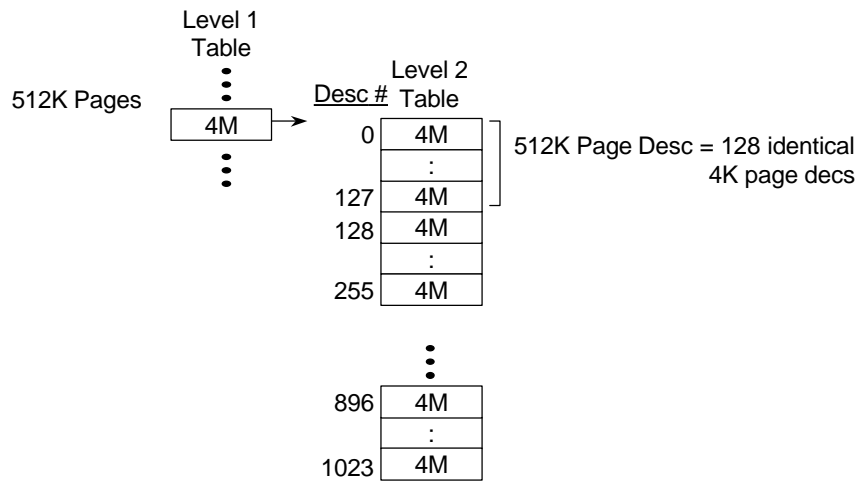 Level 1
Table
512K Pages
4M
Desc #
Level 2
Table
0
4M
:
127
4M
128
4M
:
255
4M
896
4M
:
1023
4M
512K Page Desc = 128 identical
4K page decs